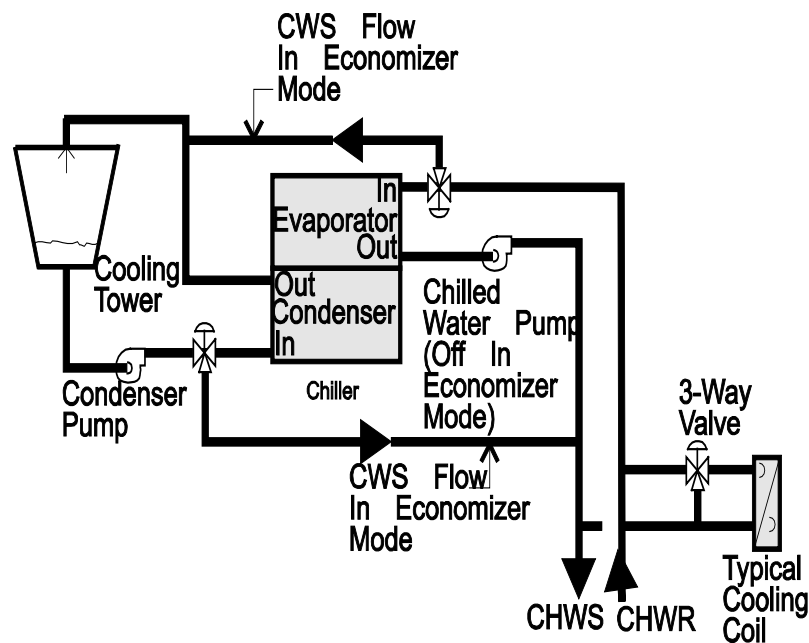 CWS Flow
In Economizer
Mode
In
Evaporator
Out
Cooling
Tower
Out
Condenser
In
Chilled
Water Pump
(Off In
Economizer
Mode)
Chiller
Condenser
Pump
3-Way
Valve
CWS Flow
In Economizer
Mode
Typical
Cooling
Coil
CHWS
CHWR